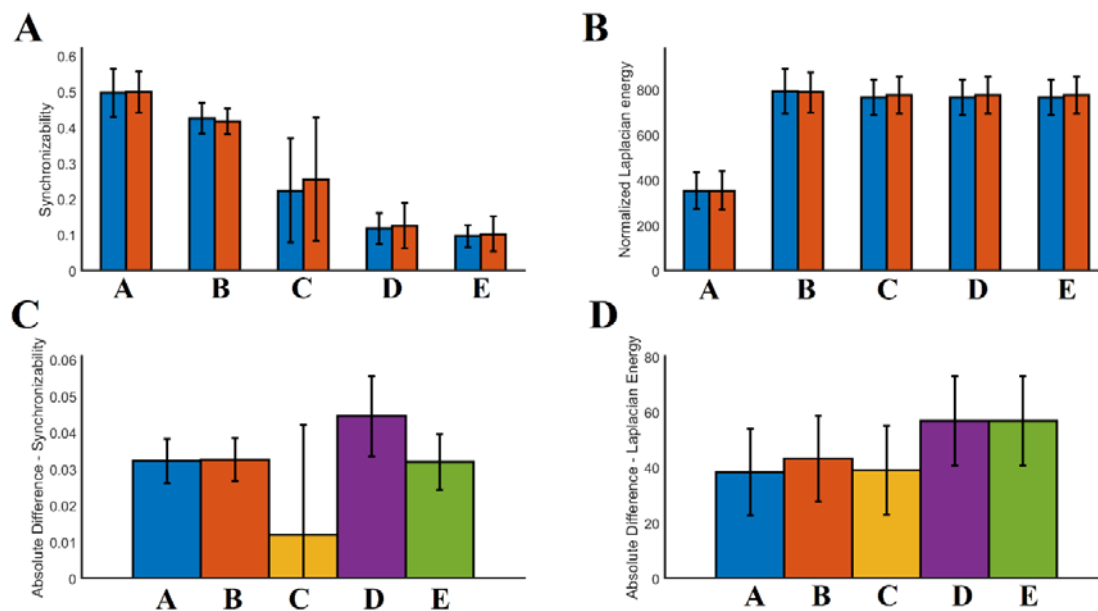 A
Synchronizability
0.6
0.5
0.4
0.3
0.2
0.1
0
A B C D E
B
Normalized Laplacian energy
800
600
400
200
0
A B C D E
C
Absolute Difference - Synchronizability
0.06
0.05
0.04
0.03
0.02
0.01
0
A B C D E
D
Absolute Difference - Laplacian Energy
80
60
40
20
0
A B C D E